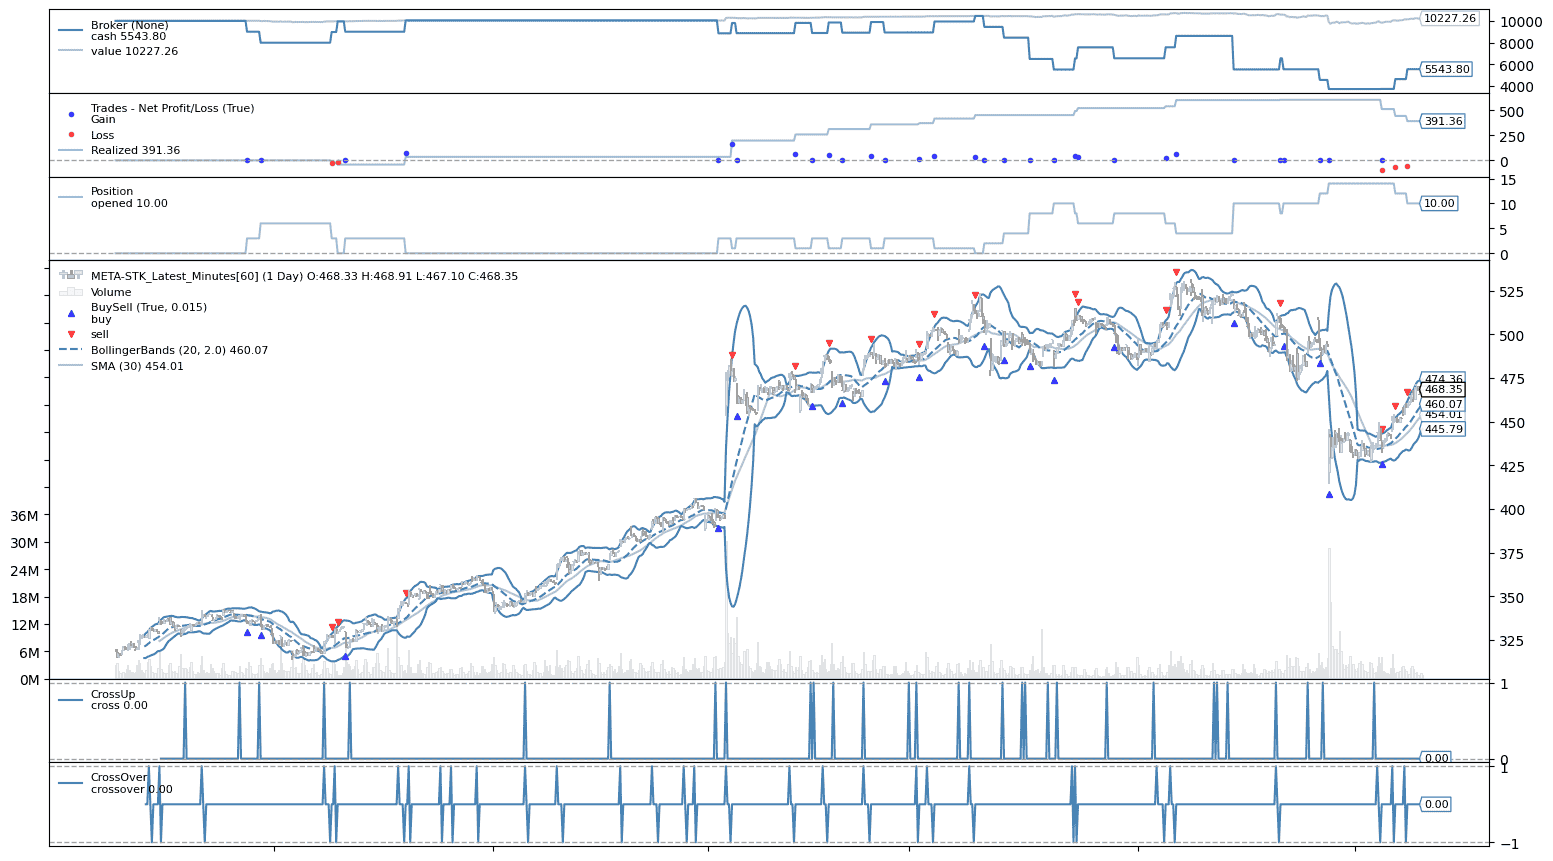 Broker (None)
cash 5543.80
value 10227.26
10227.26
10000
8000
6000
5543.80
4000
Trades - Net Profit/Loss (True)
Gain
Loss
Realized 391.36
500
391.36
250
0
Position
opened 10.00
15
10.00
10
5
0
META-STK_Latest_Minutes[60] (1 Day) O:468.33 H:468.91 L:467.10 C:468.35
Volume
BuySell (True, 0.015)
buy
sell
BollingerBands (20, 2.0) 460.07
SMA (30) 454.01
525
500
475
474.36
468.35
460.07
454.01
445.79
450
425
400
375
350
325
36M
30M
24M
18M
12M
6M
0M
CrossUp
cross 0.00
1
0.00
0
CrossOver
crossover 0.00
1
0.00
−1